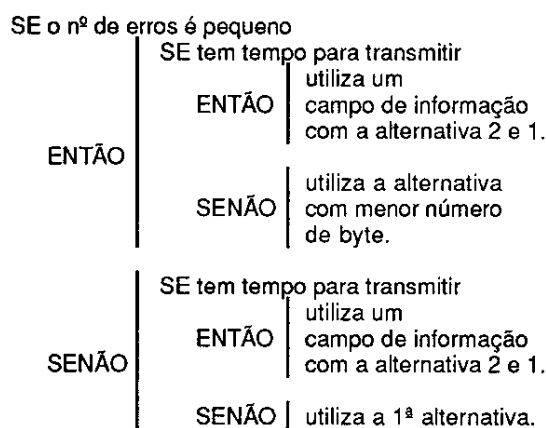 SE o nº de erros é pequeno
SE tem tempo para transmitir
ENTÃO
utiliza um
campo de informação
com a alternativa 2 e 1.
ENTÃO
SENÃO
utiliza a alternativa
com menor número
de byte.
SE tem tempo para transmitir
ENTÃO
utiliza um
campo de informação
com a alternativa 2 e 1.
SENÃO
SENÃO
utiliza a 1ª alternativa.